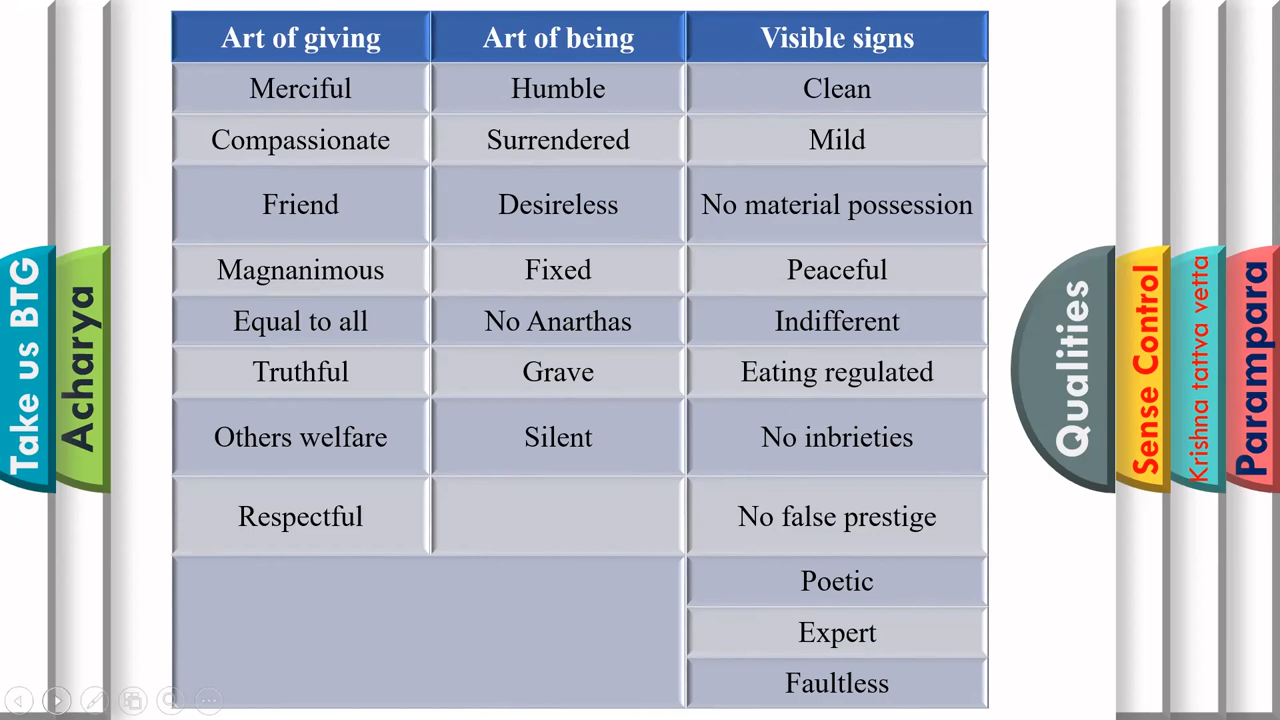 Art of giving Art of being Visible signs
Merciful Humble Clean
Compassionate Surrendered Mild
Friend Desireless No material possession
Magnanimous Fixed Peaceful
Equal to all No Anarthas Indifferent
Truthful Grave Eating regulated
Others welfare Silent No inbrieties
Respectful No false prestige
Poetic
Expert
Faultless
Take us BTG
Acharya
Qualities
Sense Control
Krishna tattva vetta
Parampara